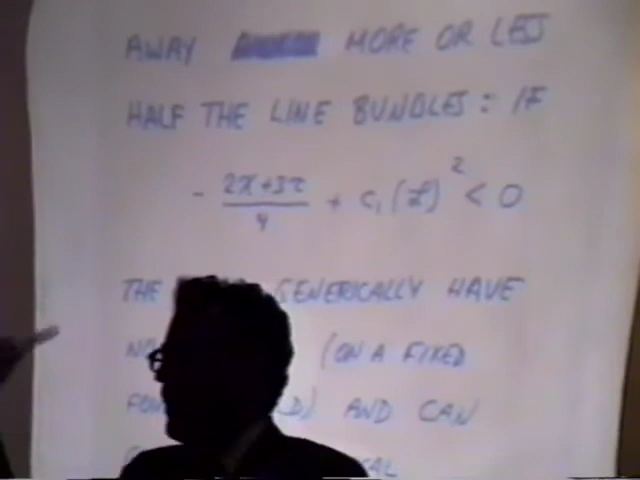 AWAY MORE OR LESS
HALF THE LINE BUNDLES: IF
- (2χ+3τ)/4 + c₁(ℒ)² < 0
THE GENERICALLY HAVE
(ON A FIXED
AND CAN